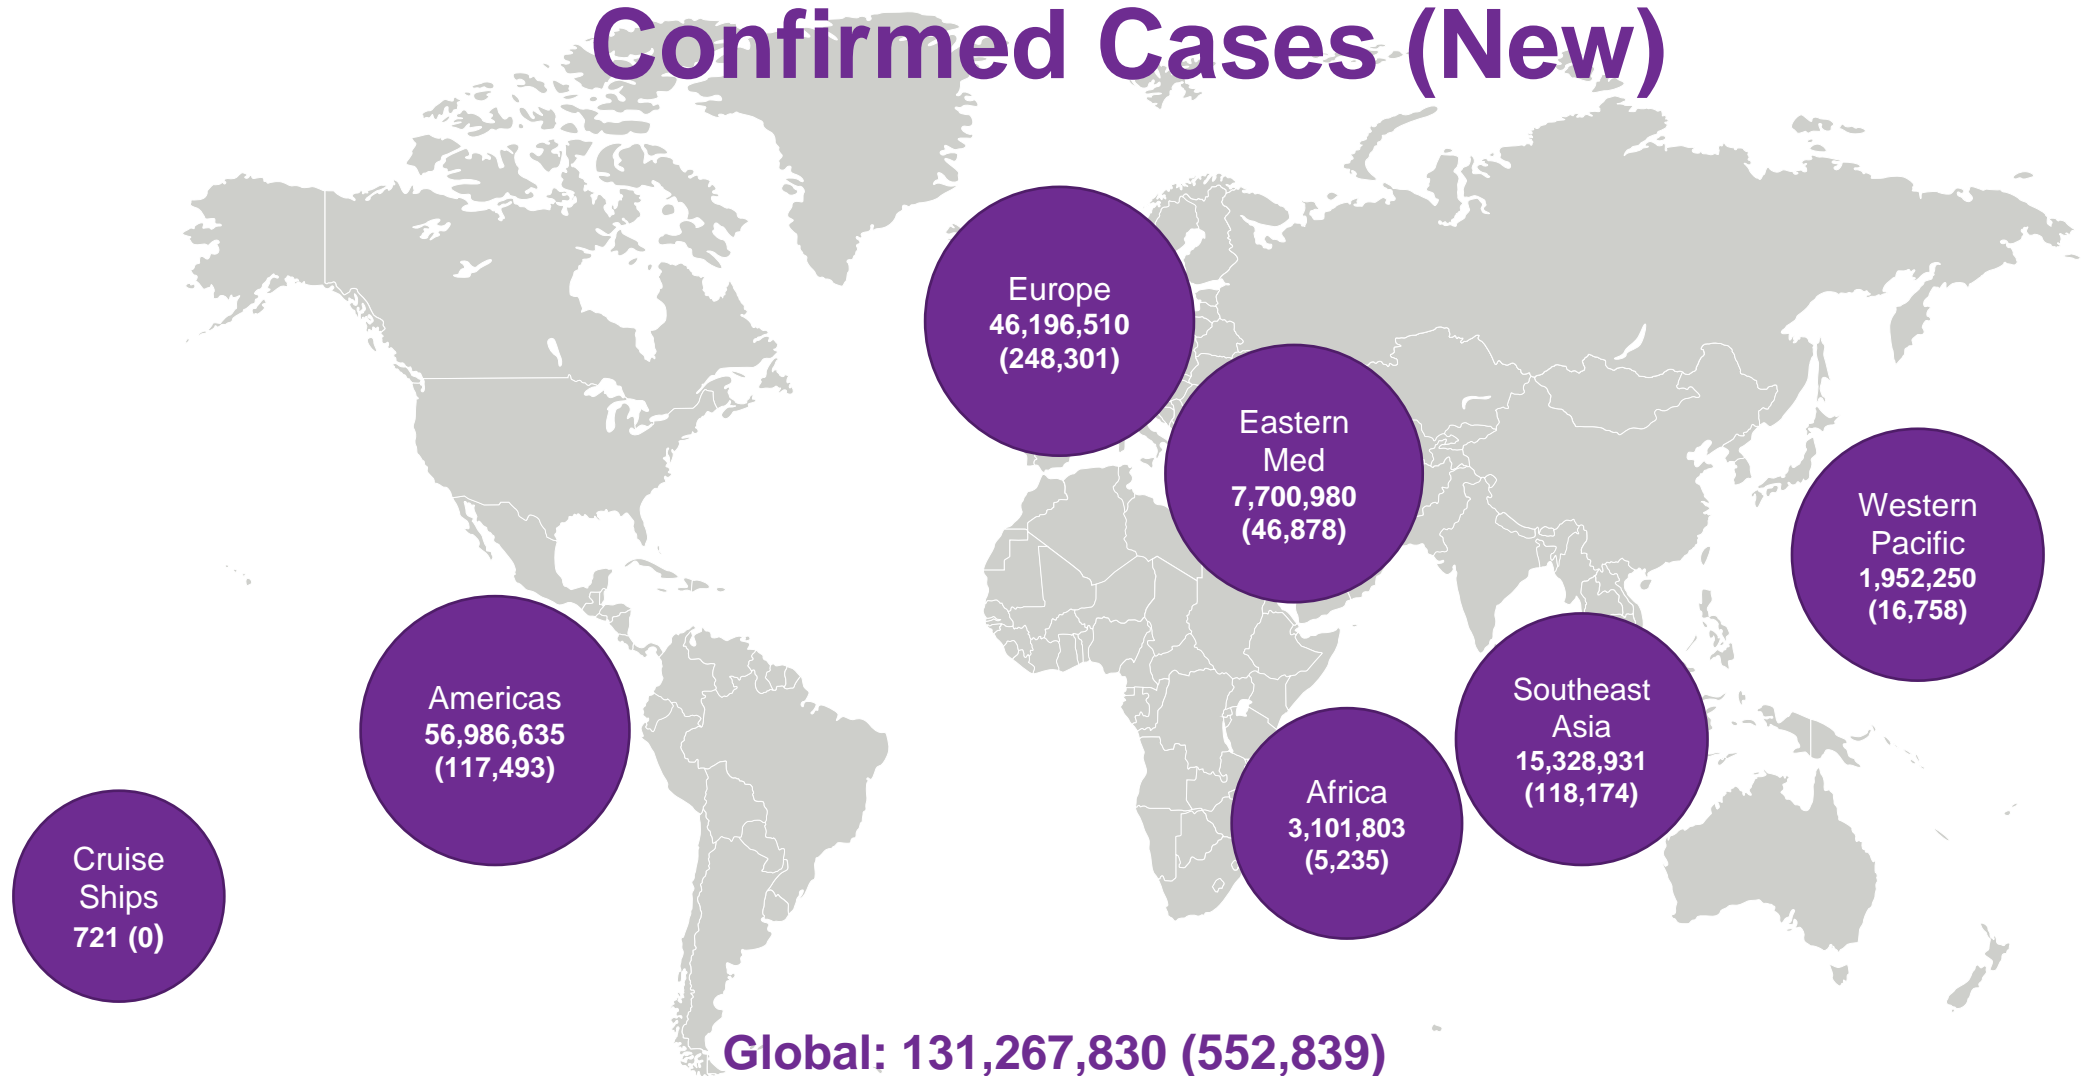 Confirmed Cases (New)
Europe
46,196,510
(248,301)
Eastern
Med
7,700,980
(46,878)
Western
Pacific
1,952,250
(16,758)
Americas
56,986,635
(117,493)
Southeast
Asia
15,328,931
(118,174)
Africa
3,101,803
(5,235)
Cruise
Ships
721 (0)
Global: 131,267,830 (552,839)